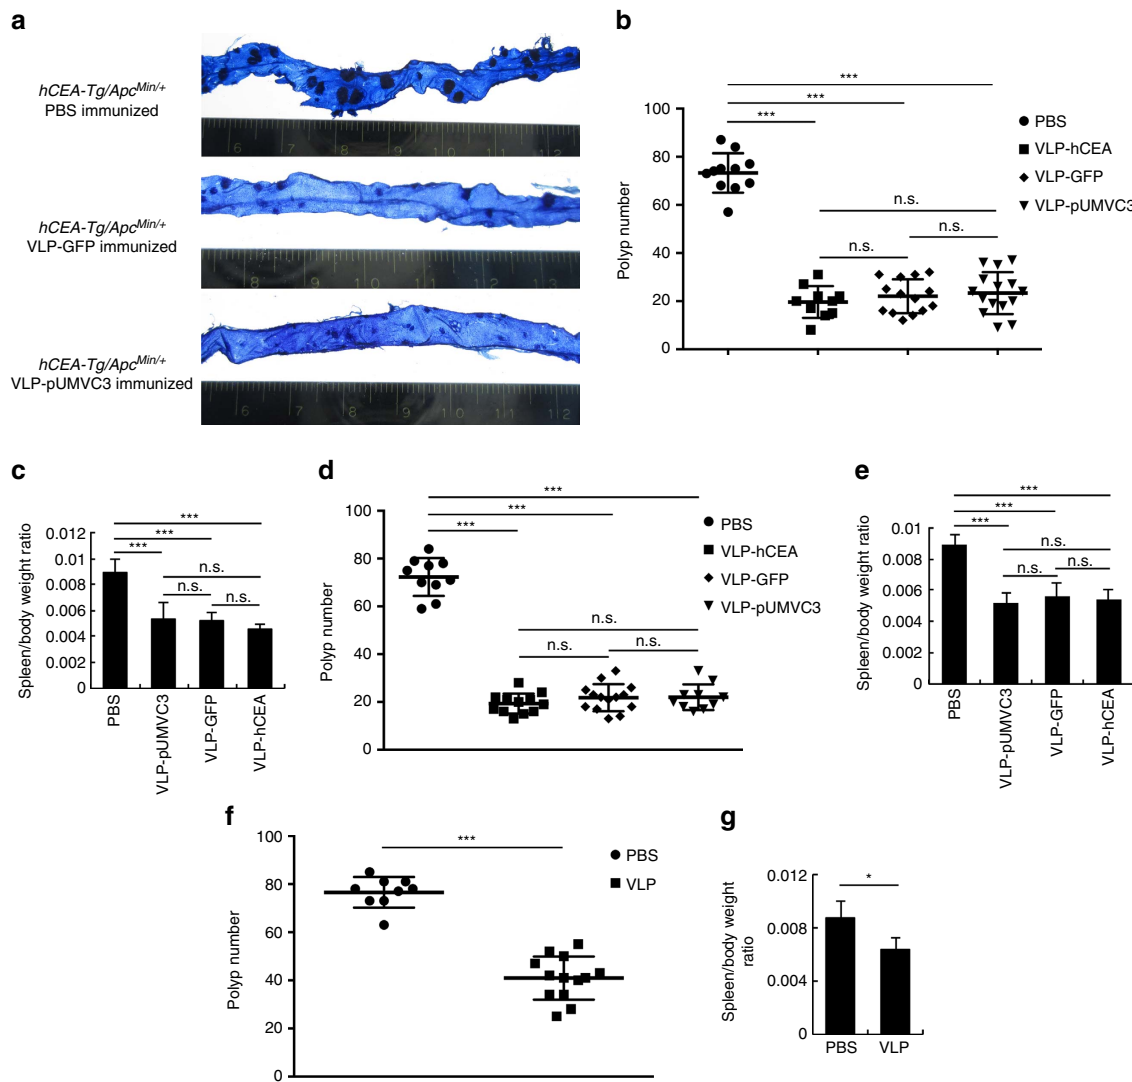 a
hCEA-Tg/Apc^Min/+
PBS immunized
6 7 8 9 10 11 12
hCEA-Tg/Apc^Min/+
VLP-GFP immunized
8 9 10 11 12 13
hCEA-Tg/Apc^Min/+
VLP-pUMVC3 immunized
6 7 8 9 10 11 12
b
***
***
***
n.s.
n.s.
n.s.
100
80
60
40
20
0
Polyp number
PBS
VLP-hCEA
VLP-GFP
VLP-pUMVC3
c
***
***
***
n.s.
n.s.
n.s.
0.012
0.01
0.008
0.006
0.004
0.002
0
Spleen/body weight ratio
PBS
VLP-pUMVC3
VLP-GFP
VLP-hCEA
d
***
***
***
n.s.
n.s.
n.s.
100
80
60
40
20
0
Polyp number
PBS
VLP-hCEA
VLP-GFP
VLP-pUMVC3
e
***
***
***
n.s.
n.s.
n.s.
0.01
0.008
0.006
0.004
0.002
0
Spleen/body weight ratio
PBS
VLP-pUMVC3
VLP-GFP
VLP-hCEA
f
***
100
80
60
40
20
0
Polyp number
PBS
VLP
g
*
0.012
0.008
0.004
0
Spleen/body weight
ratio
PBS
VLP